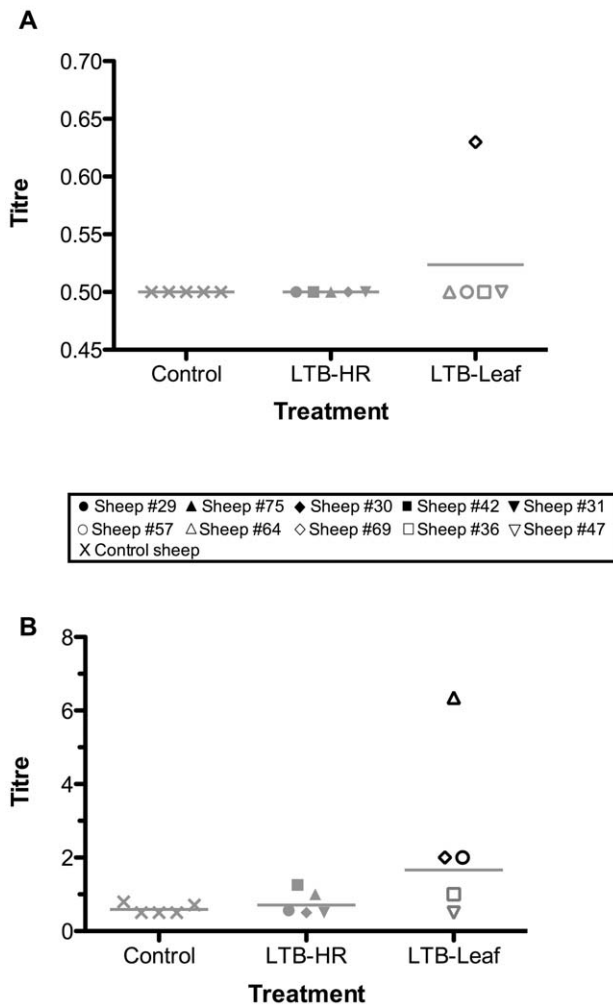 A
0.70
0.65
0.60
0.55
0.50
0.45
Titre
Control LTB-HR LTB-Leaf
Treatment
Sheep #29 Sheep #75 Sheep #30 Sheep #42 Sheep #31
Sheep #57 Sheep #64 Sheep #69 Sheep #36 Sheep #47
X Control sheep
B
8
6
4
2
0
Titre
Control LTB-HR LTB-Leaf
Treatment